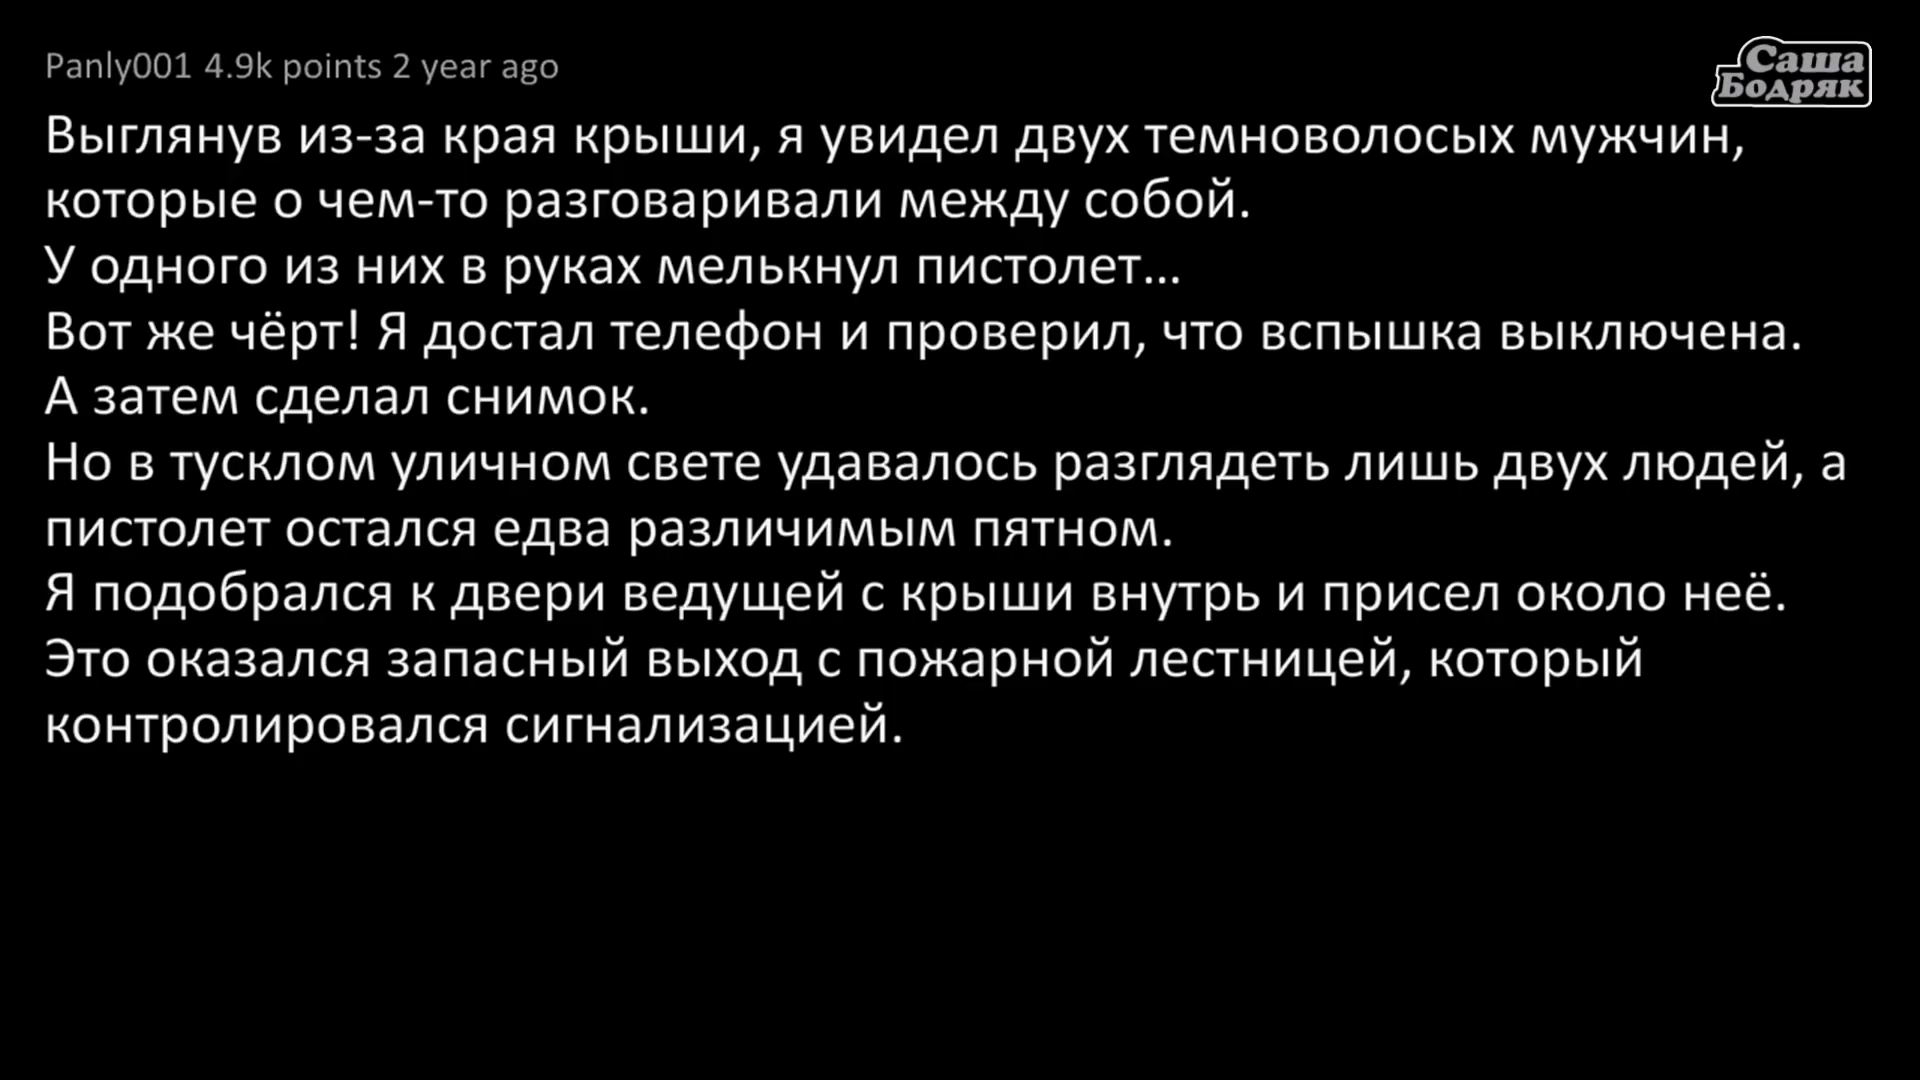 Panly001 4.9k points 2 year ago
Саша
Бодряк
Выглянув из-за края крыши, я увидел двух темноволосых мужчин,
которые о чем-то разговаривали между собой.
У одного из них в руках мелькнул пистолет...
Вот же чёрт! Я достал телефон и проверил, что вспышка выключена.
А затем сделал снимок.
Но в тусклом уличном свете удавалось разглядеть лишь двух людей, а
пистолет остался едва различимым пятном.
Я подобрался к двери ведущей с крыши внутрь и присел около неё.
Это оказался запасный выход с пожарной лестницей, который
контролировался сигнализацией.